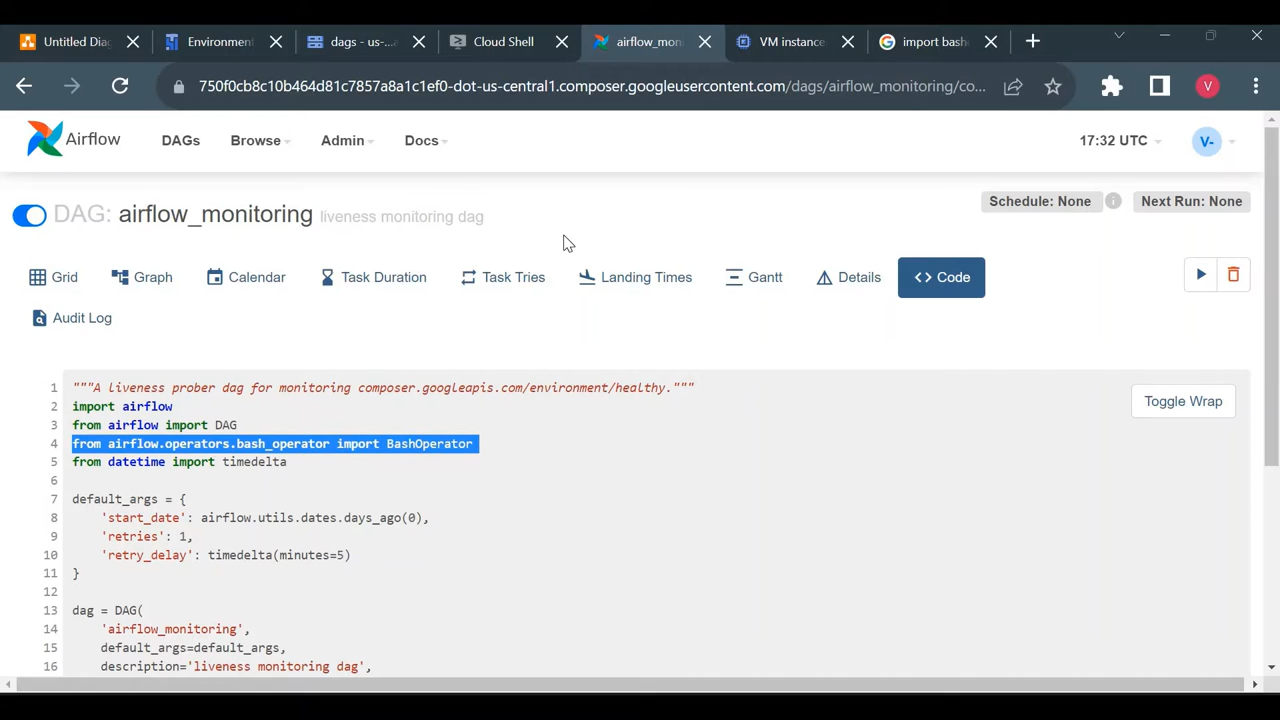 Untitled Dia
Environment
dags - us-...
Cloud Shell
airflow_mon
VM instance
import bash
750f0cb8c10b464d81c7857a8a1c1ef0-dot-us-central1.composer.googleusercontent.com/dags/airflow_monitoring/co...
V
Airflow DAGs Browse Admin Docs 17:32 UTC V-
DAG: airflow_monitoring liveness monitoring dag Schedule: None Next Run: None
Grid Graph Calendar Task Duration Task Tries Landing Times Gantt Details <> Code
Audit Log
Toggle Wrap
1 """A liveness prober dag for monitoring composer.googleapis.com/environment/healthy."""
2 import airflow
3 from airflow import DAG
4 from airflow.operators.bash_operator import BashOperator
5 from datetime import timedelta
6
7 default_args = {
8 'start_date': airflow.utils.dates.days_ago(0),
9 'retries': 1,
10 'retry_delay': timedelta(minutes=5)
11 }
12
13 dag = DAG(
14 'airflow_monitoring',
15 default_args=default_args,
16 description='liveness monitoring dag',